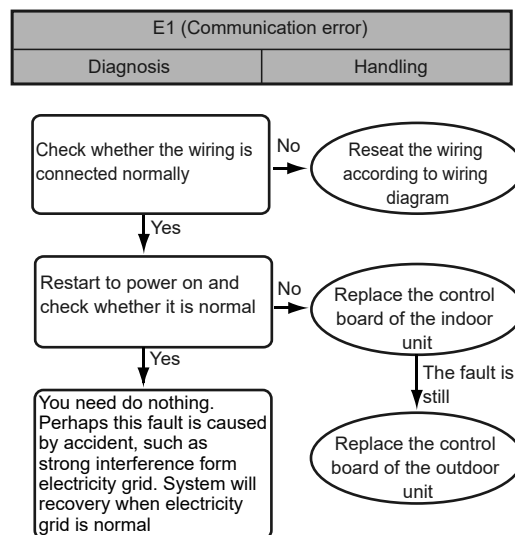 E1 (Communication error)
Diagnosis
Handling
Check whether the wiring is
connected normally
No
Reseat the wiring
according to wiring
diagram
Yes
Restart to power on and
check whether it is normal
No
Replace the control
board of the indoor
unit
Yes
The fault is
still
You need do nothing.
Perhaps this fault is caused
by accident, such as
strong interference form
electricity grid. System will
recovery when electricity
grid is normal
Replace the control
board of the outdoor
unit